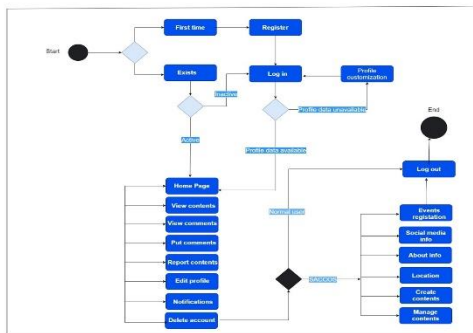 First time
Register
Start
End
Exists
Log in
Profile
customization
Inactive
Profile data unavailable
Active
Profile data available
Log out
Home Page
View contents
View comments
Put comments
Report contents
Edit profile
Notifications
Delete account
Normal user
Events
registation
Social media
info
About info
Location
Create
contents
Manage
contents